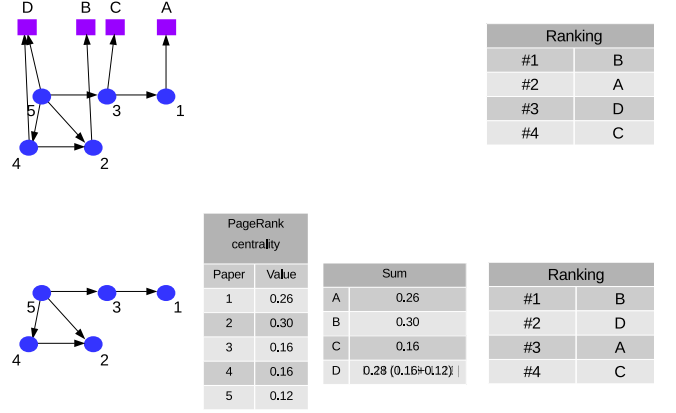 D B C A
5 3 1
4 2
Ranking
#1 B
#2 A
#3 D
#4 C
5 3 1
4 2
PageRank
centrality
Paper Value
1 0.26
2 0.30
3 0.16
4 0.16
5 0.12
Sum
A 0.26
B 0.30
C 0.16
D 0.28 (0.16+0.12)
Ranking
#1 B
#2 D
#3 A
#4 C